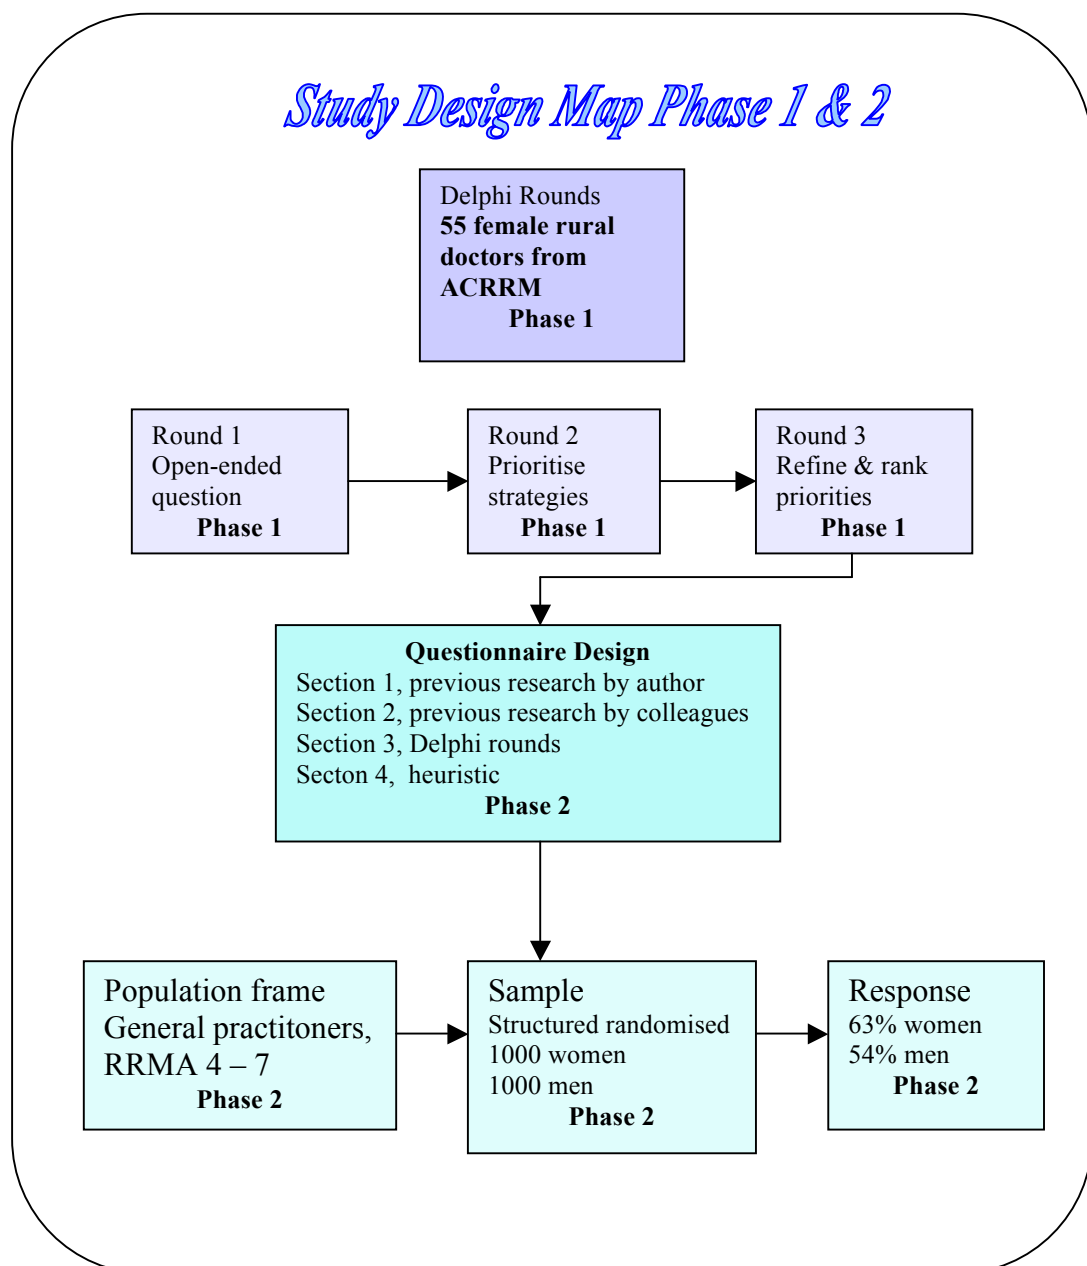 Study Design Map Phase 1 & 2
Delphi Rounds
55 female rural
doctors from
ACRRM
Phase 1
Round 1
Open-ended
question
Phase 1
Round 2
Prioritise
strategies
Phase 1
Round 3
Refine & rank
priorities
Phase 1
Questionnaire Design
Section 1, previous research by author
Section 2, previous research by colleagues
Section 3, Delphi rounds
Secton 4,  heuristic
Phase 2
Population frame
General practitoners,
RRMA 4 – 7
Phase 2
Sample
Structured randomised
1000 women
1000 men
Phase 2
Response
63% women
54% men
Phase 2